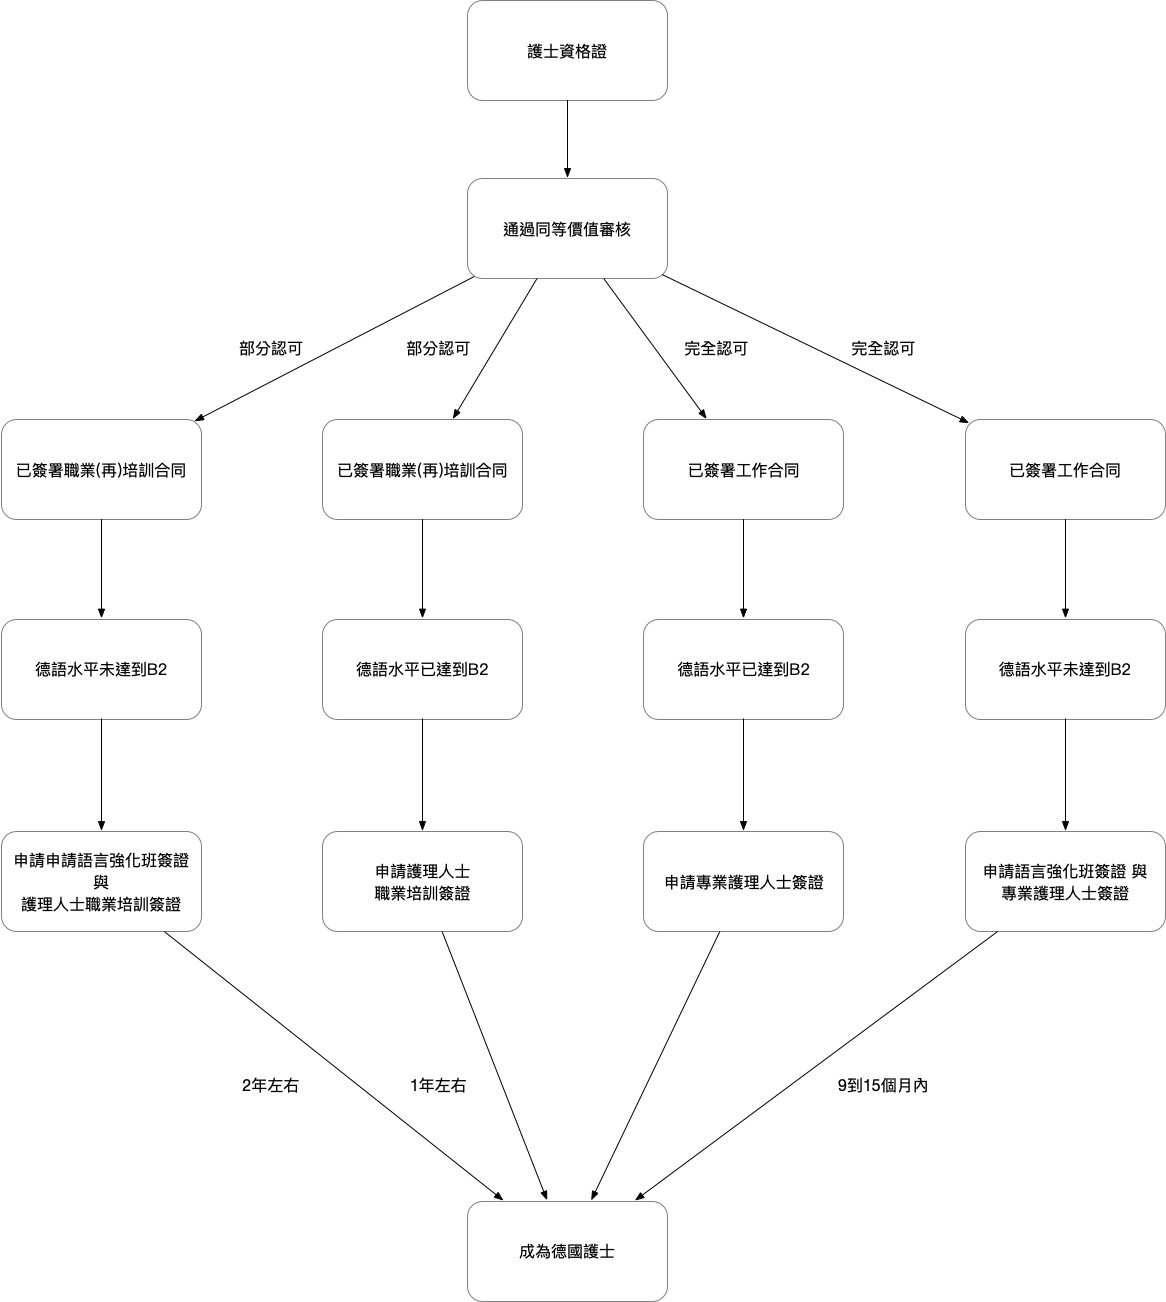 護士資格證
通過同等價值審核
部分認可
部分認可
完全認可
完全認可
已簽署職業(再)培訓合同
已簽署職業(再)培訓合同
已簽署工作合同
已簽署工作合同
德語水平未達到B2
德語水平已達到B2
德語水平已達到B2
德語水平未達到B2
申請申請語言強化班簽證
與
護理人士職業培訓簽證
申請護理人士
職業培訓簽證
申請專業護理人士簽證
申請語言強化班簽證 與
專業護理人士簽證
2年左右
1年左右
9到15個月內
成為德國護士